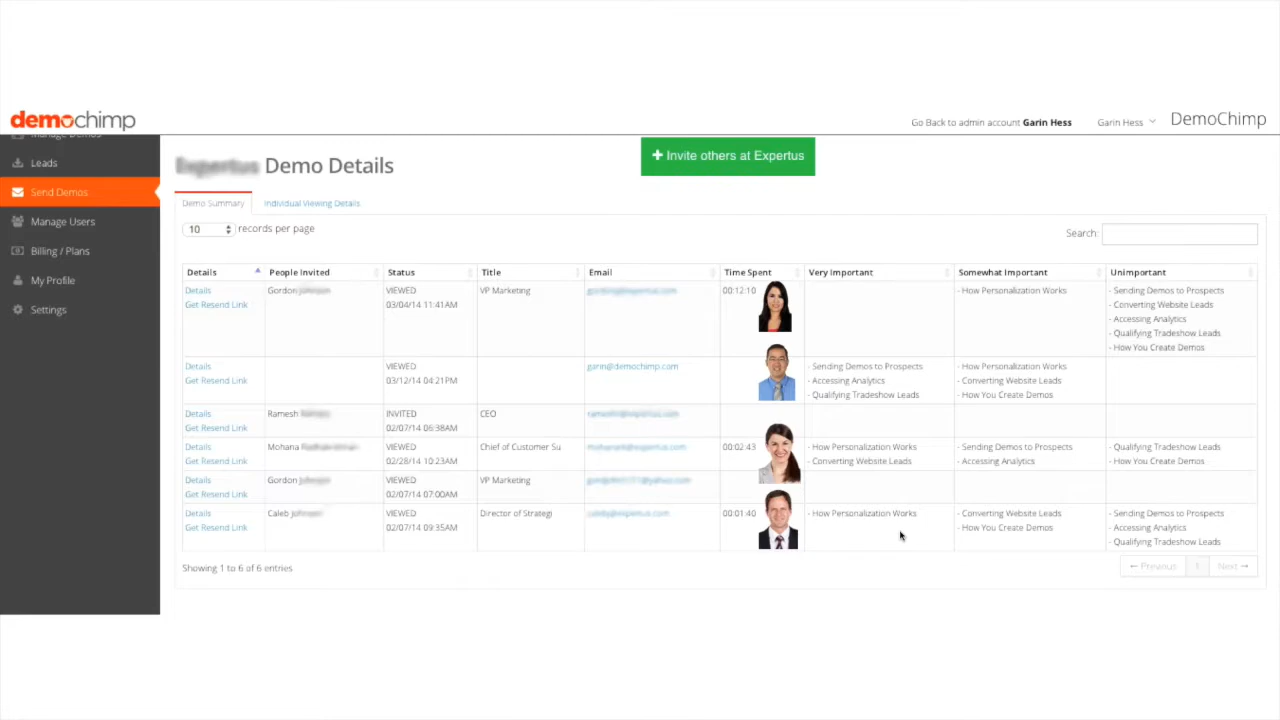 demochimp
Go Back to admin account Garin Hess
Garin Hess
DemoChimp
Manage Demos
Leads
Send Demos
Manage Users
Billing / Plans
My Profile
Settings
Demo Details
+ Invite others at Expertus
Demo Summary
Individual Viewing Details
10 records per page
Search:
Details People Invited Status Title Email Time Spent Very Important Somewhat Important Unimportant
Details Gordon VIEWED VP Marketing 00:12:10 - How Personalization Works - Sending Demos to Prospects
Get Resend Link 03/04/14 11:41AM - Converting Website Leads
- Accessing Analytics
- Qualifying Tradeshow Leads
- How You Create Demos
Details VIEWED garin@demochimp.com - Sending Demos to Prospects - How Personalization Works
Get Resend Link 03/12/14 04:21PM - Accessing Analytics - Converting Website Leads
- Qualifying Tradeshow Leads - How You Create Demos
Details Ramesh INVITED CEO
Get Resend Link 02/07/14 06:38AM
Details Mohana VIEWED Chief of Customer Su 00:02:43 - How Personalization Works - Sending Demos to Prospects - Qualifying Tradeshow Leads
Get Resend Link 02/28/14 10:23AM - Converting Website Leads - Accessing Analytics - How You Create Demos
Details Gordon VIEWED VP Marketing
Get Resend Link 02/07/14 07:00AM
Details Caleb VIEWED Director of Strategi 00:01:40 - How Personalization Works - Converting Website Leads - Sending Demos to Prospects
Get Resend Link 02/07/14 09:35AM - How You Create Demos - Accessing Analytics
- Qualifying Tradeshow Leads
Showing 1 to 6 of 6 entries
← Previous 1 Next →